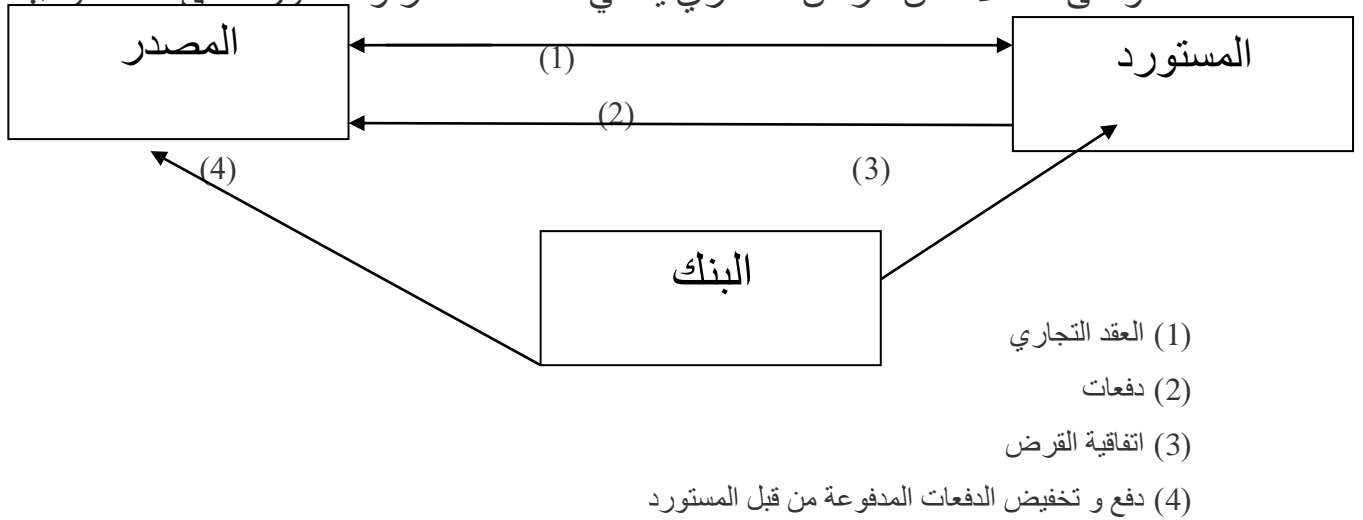 المصدر
المستورد
(1)
(2)
(3)
(4)
البنك
(1) العقد التجاري
(2) دفعات
(3) اتفاقية القرض
(4) دفع و تخفيض الدفعات المدفوعة من قبل المستورد